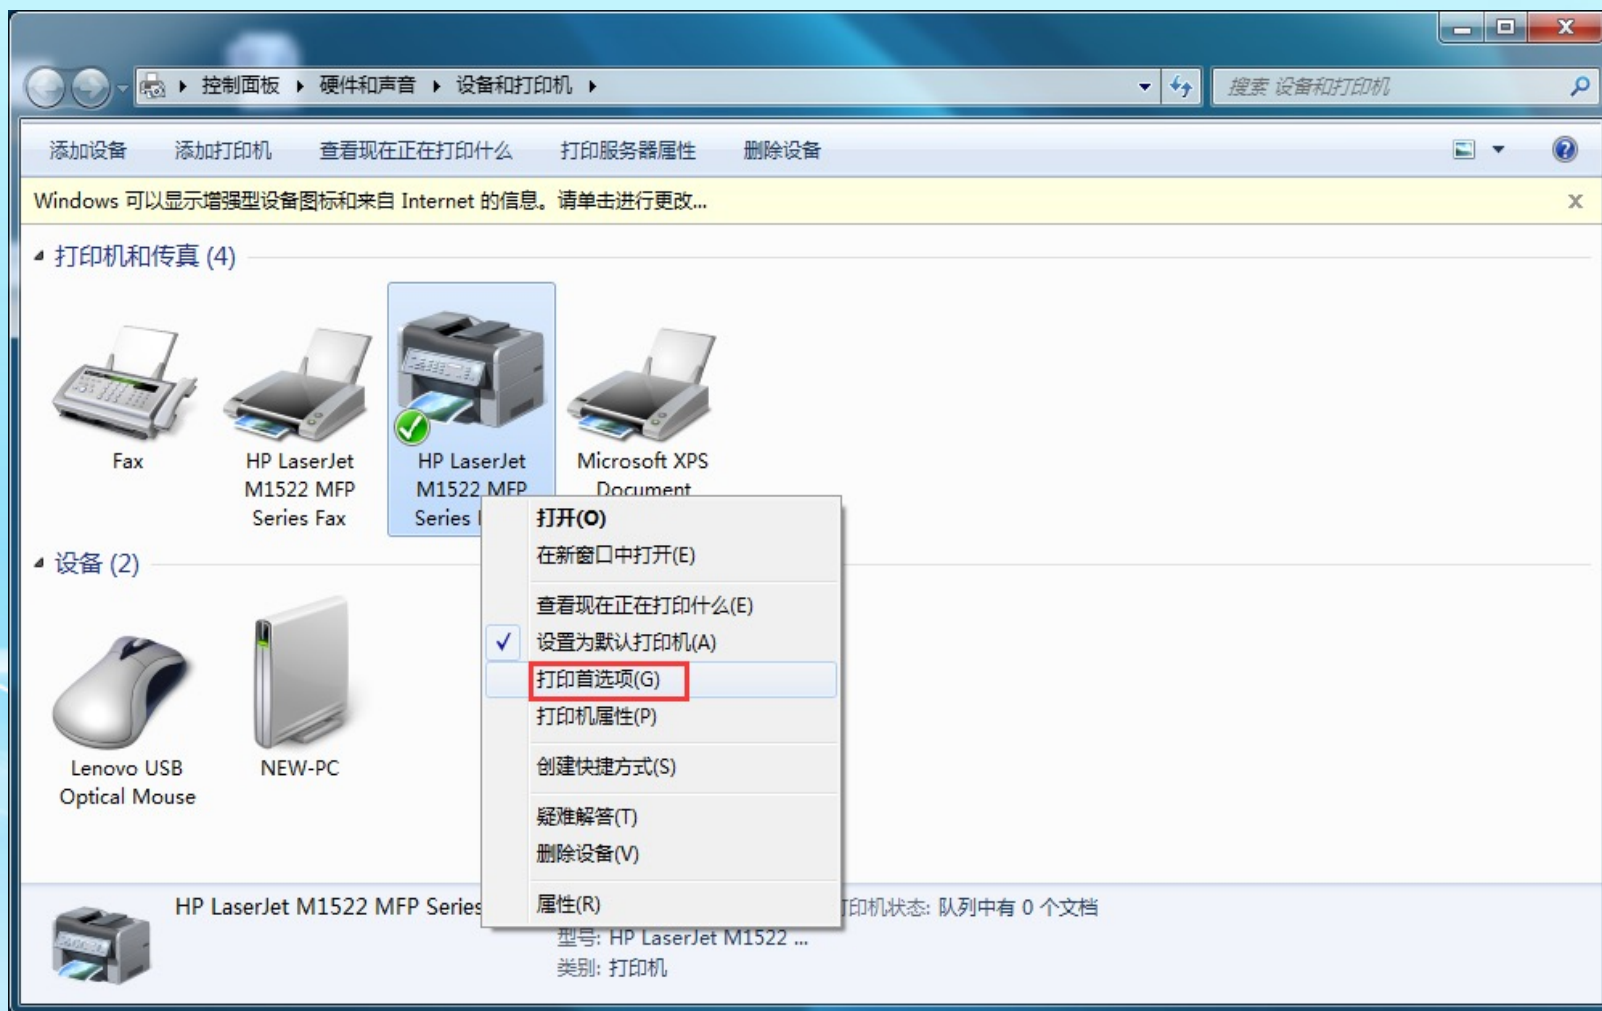 控制面板 硬件和声音 设备和打印机
搜索 设备和打印机
添加设备 添加打印机 查看现在正在打印什么 打印服务器属性 删除设备
Windows 可以显示增强型设备图标和来自 Internet 的信息。请单击进行更改...
打印机和传真 (4)
Fax
HP LaserJet
M1522 MFP
Series Fax
HP LaserJet
M1522 MFP
Series
Microsoft XPS
Document
打开(O)
在新窗口中打开(E)
查看现在正在打印什么(E)
设置为默认打印机(A)
打印首选项(G)
打印机属性(P)
创建快捷方式(S)
疑难解答(T)
删除设备(V)
属性(R)
设备 (2)
Lenovo USB
Optical Mouse
NEW-PC
HP LaserJet M1522 MFP Series
印机状态: 队列中有 0 个文档
型号: HP LaserJet M1522 ...
类别: 打印机